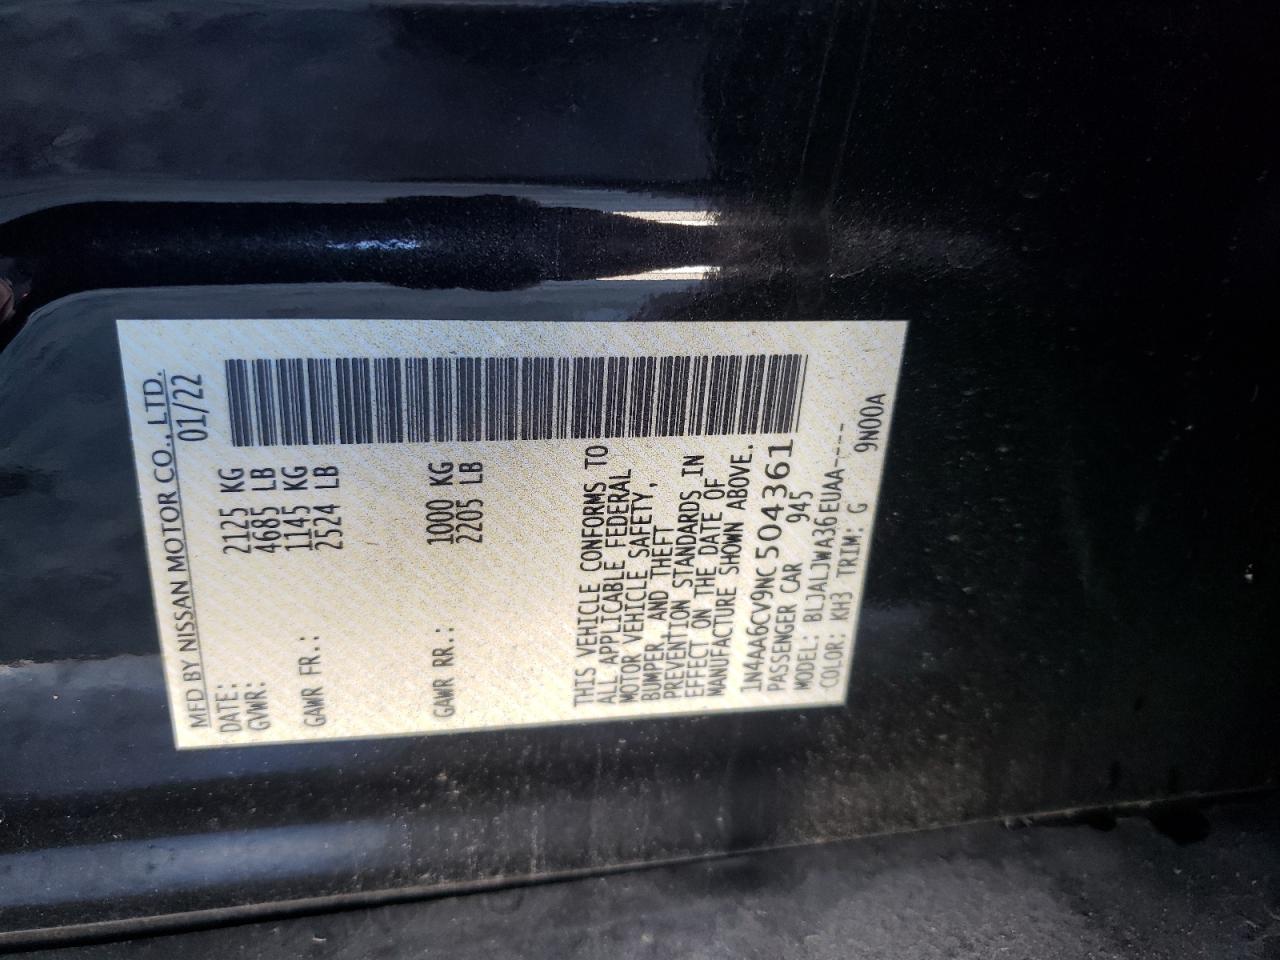 MFD BY NISSAN MOTOR CO., LTD.
DATE: 01/22
GVWR: 2125 KG
4685 LB
GAWR FR.: 1145 KG
2524 LB
GAWR RR.: 1000 KG
2205 LB
THIS VEHICLE CONFORMS TO
ALL APPLICABLE FEDERAL
MOTOR VEHICLE SAFETY,
BUMPER, AND THEFT
PREVENTION STANDARDS IN
EFFECT ON THE DATE OF
MANUFACTURE SHOWN ABOVE.
1N4AA6CV9NC504361
PASSENGER CAR 945
MODEL: BLJALJWA36EUAA-----
COLOR: KH3 TRIM: G 9N00A